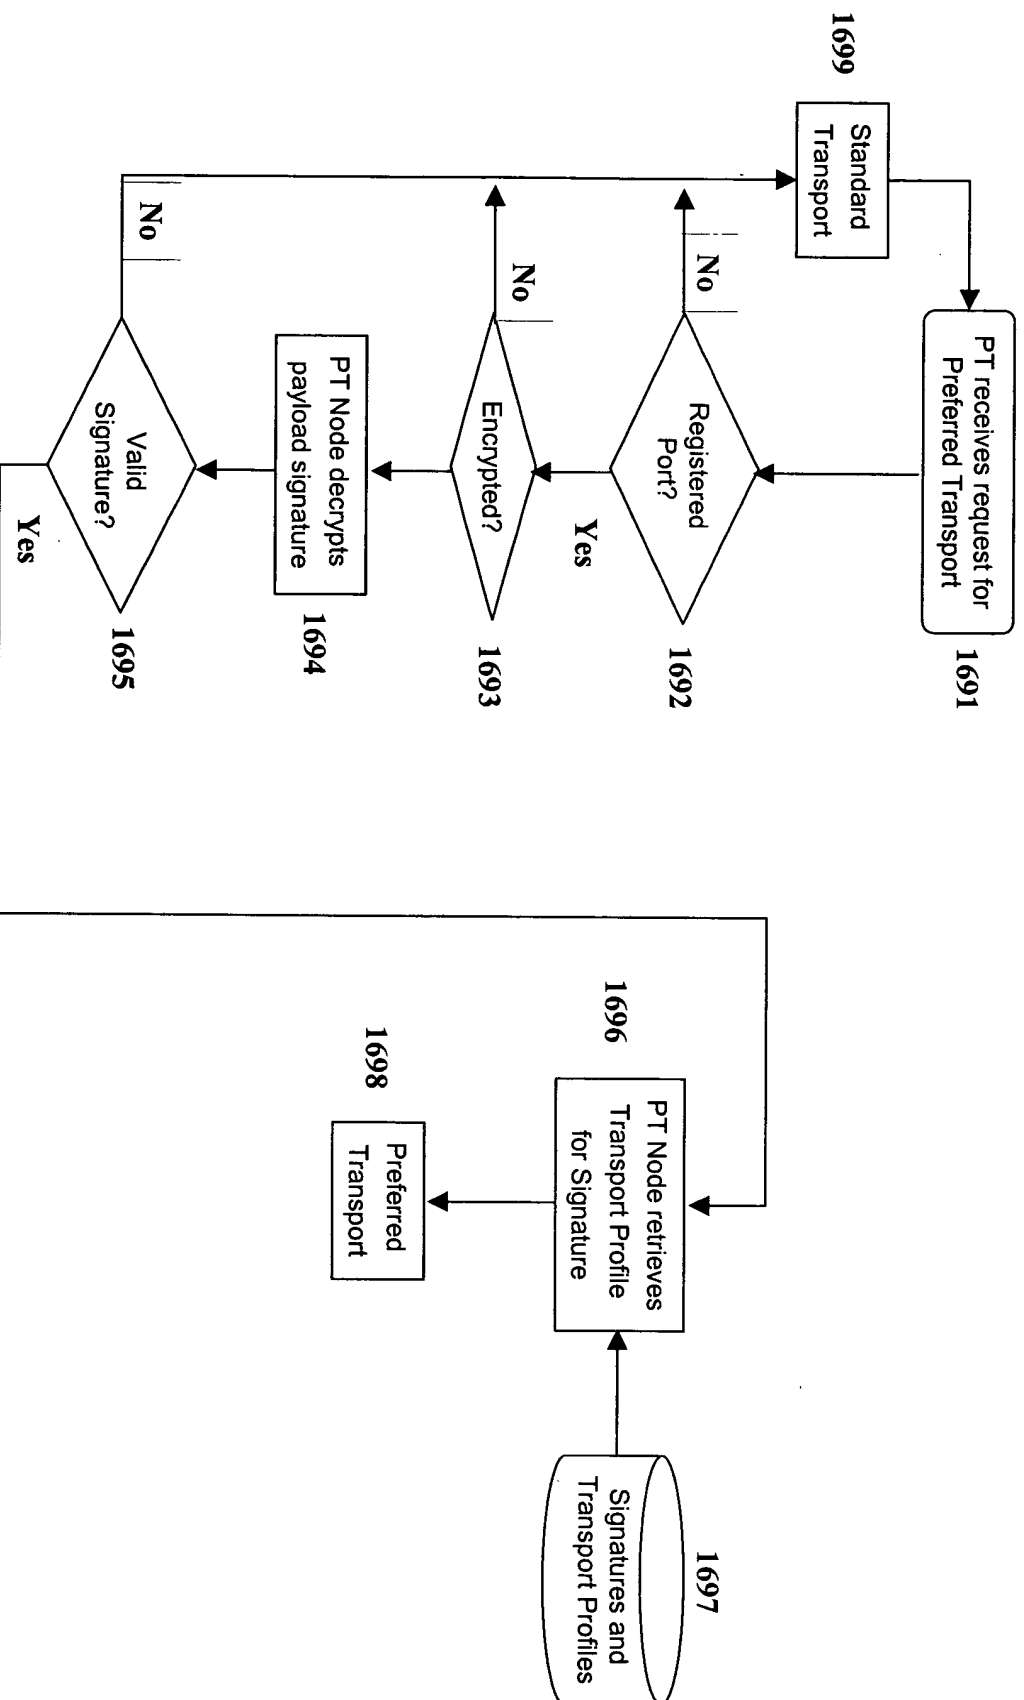 1699
Standard
Transport
PT receives request for
Preferred Transport
1691
No
Registered
Port?
1692
Yes
No
Encrypted?
1693
PT Node decrypts
payload signature
1694
No
Valid
Signature?
1695
Yes
1696
PT Node retrieves
Transport Profile
for Signature
1697
Signatures and
Transport Profiles
1698
Preferred
Transport